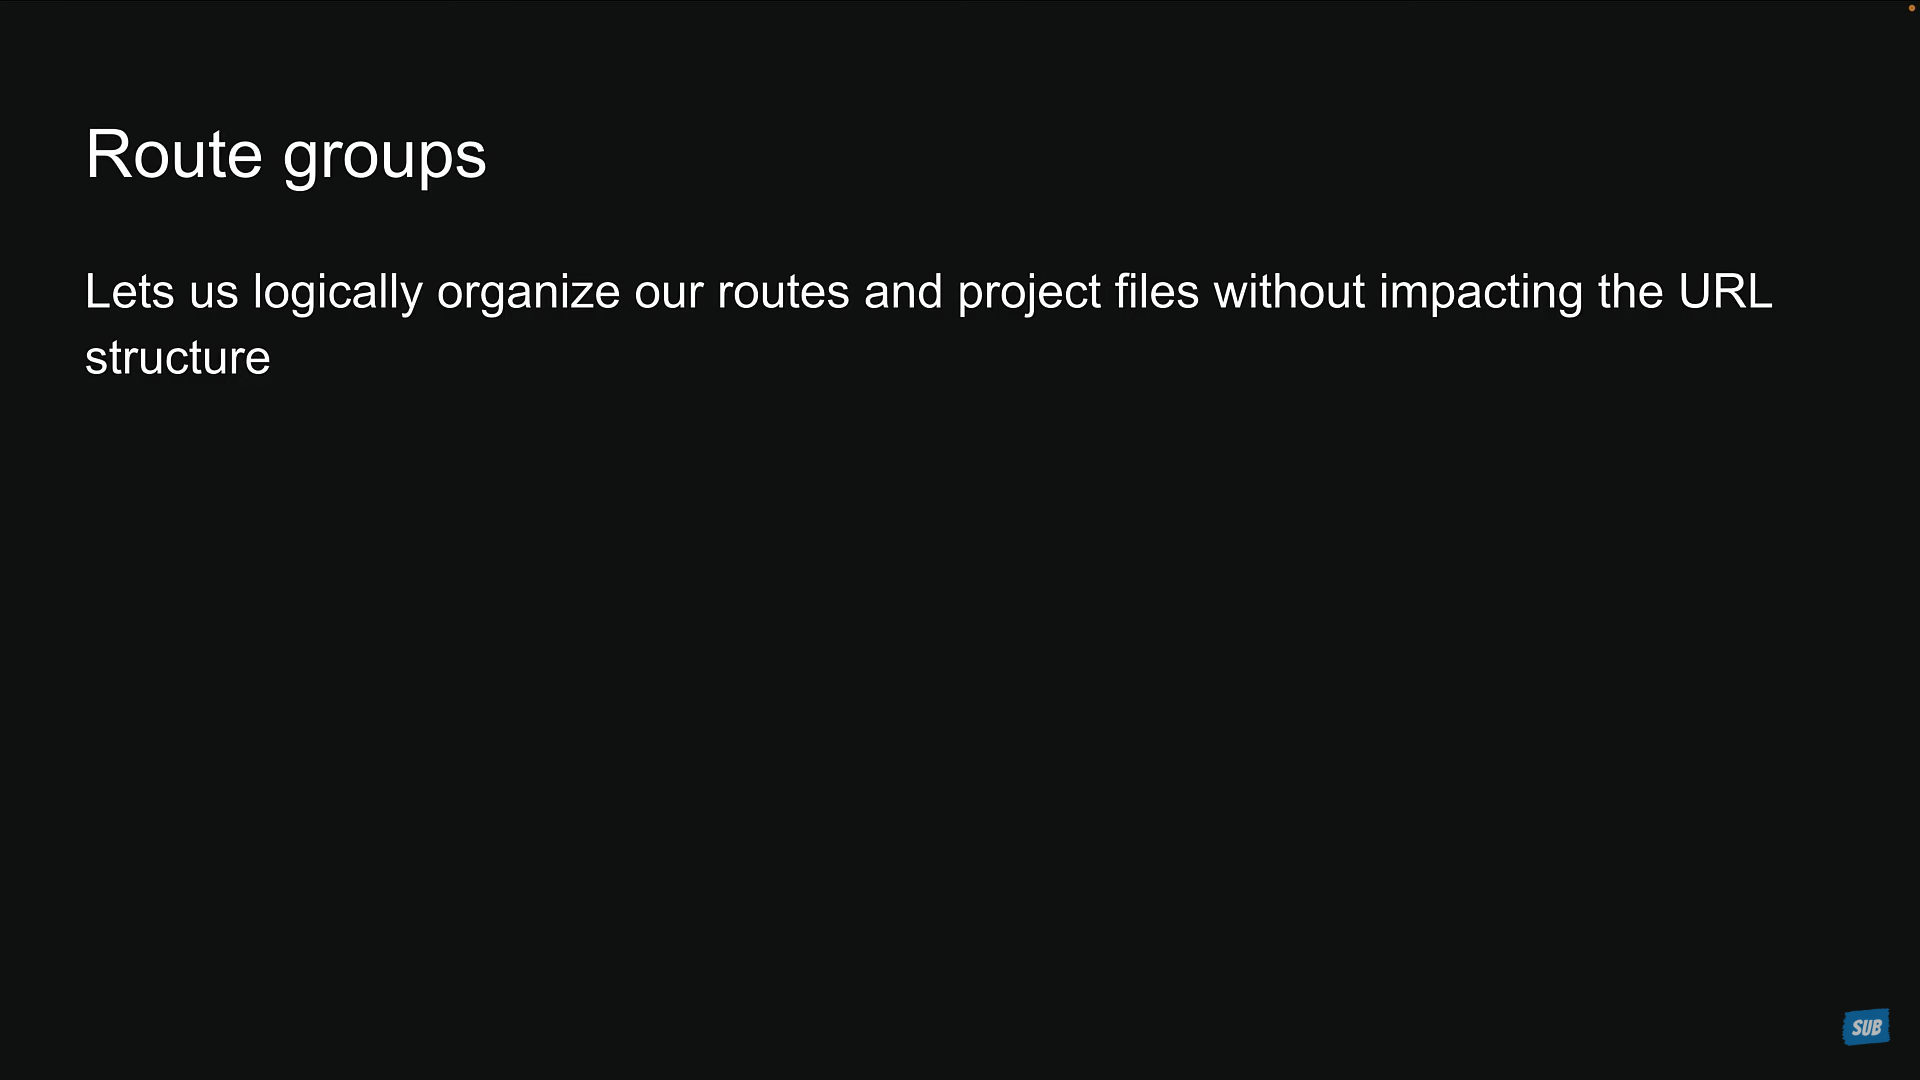 Route groups
Lets us logically organize our routes and project files without impacting the URL
structure
SUB